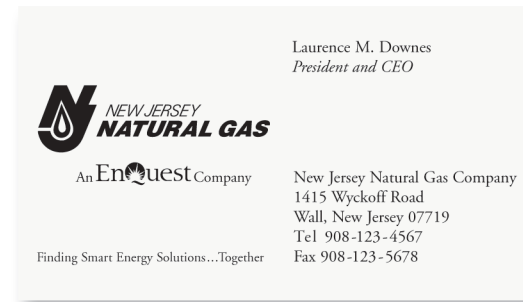 Laurence M. Downes
President and CEO
NEW JERSEY
NATURAL GAS
An EnQuest Company
New Jersey Natural Gas Company
1415 Wyckoff Road
Wall, New Jersey 07719
Tel 908-123-4567
Fax 908-123-5678
Finding Smart Energy Solutions...Together